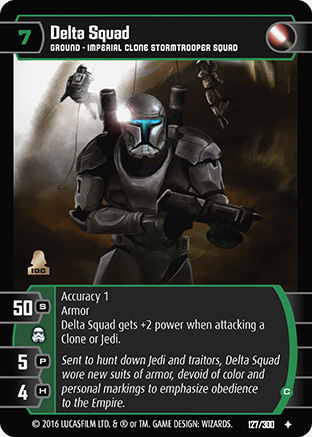 7
Delta Squad
GROUND - IMPERIAL CLONE STORMTROOPER SQUAD
IDC
50 S
5 P
4 H
Accuracy 1
Armor
Delta Squad gets +2 power when attacking a
Clone or Jedi.
Sent to hunt down Jedi and traitors, Delta Squad
wore new suits of armor, devoid of color and
personal markings to emphasize obedience
to the Empire.
C
© 2016 LUCASFILM LTD. & ® OR TM. GAME DESIGN: WIZARDS.
127/300